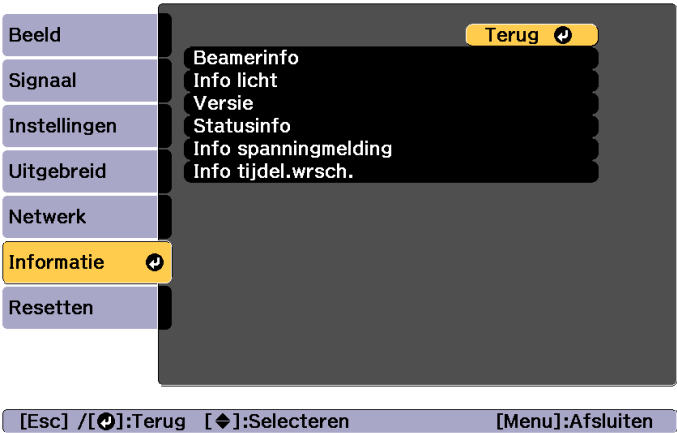 Beeld
Signaal
Instellingen
Uitgebreid
Netwerk
Informatie
Resetten
Terug
Beamerinfo
Info licht
Versie
Statusinfo
Info spanningmelding
Info tijdel.wrsch.
[Esc] /[⏎]:Terug [◆]:Selecteren [Menu]:Afsluiten